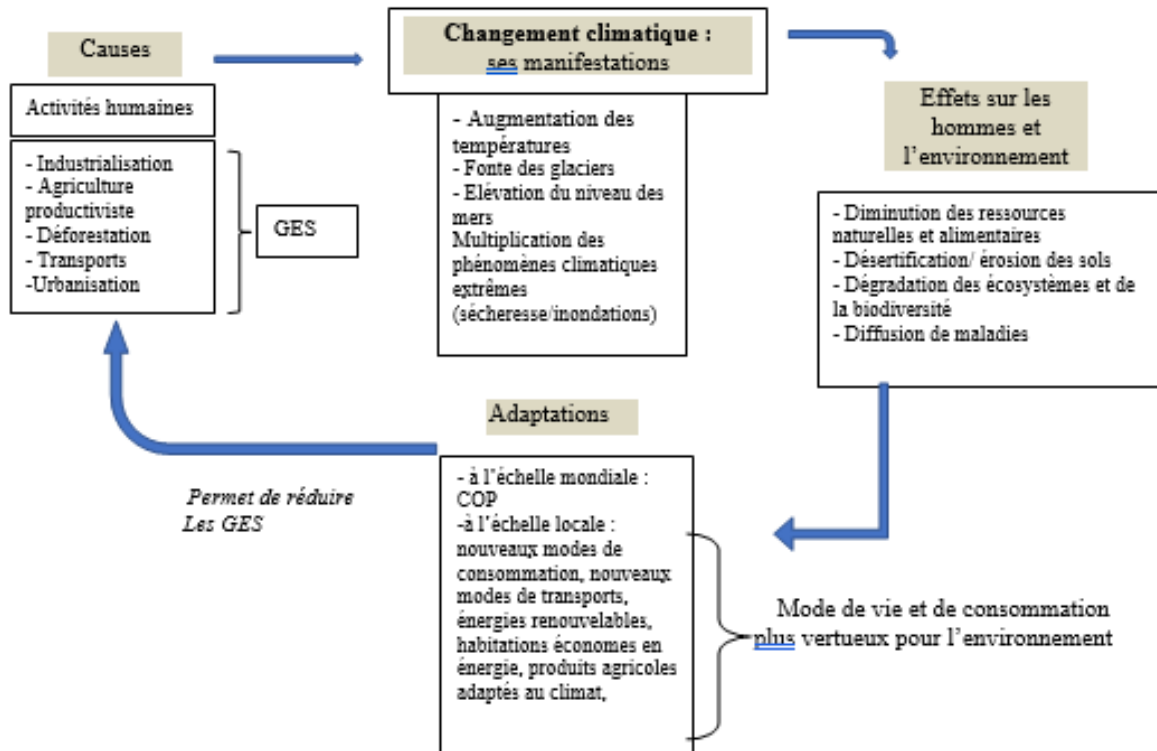 Causes
Activités humaines
- Industrialisation
- Agriculture
productiviste
- Déforestation
- Transports
-Urbanisation
GES
Changement climatique :
ses manifestations
- Augmentation des
températures
- Fonte des glaciers
- Elévation du niveau des
mers
Multiplication des
phénomènes climatiques
extrêmes
(sécheresse/inondations)
Effets sur les
hommes et
l’environnement
- Diminution des ressources
naturelles et alimentaires
- Désertification/ érosion des sols
- Dégradation des écosystèmes et de
la biodiversité
- Diffusion de maladies
Adaptations
- à l’échelle mondiale :
COP
-à l’échelle locale :
nouveaux modes de
consommation, nouveaux
modes de transports,
énergies renouvelables,
habitations économes en
énergie, produits agricoles
adaptés au climat,
Mode de vie et de consommation
plus vertueux pour l’environnement
Permet de réduire
Les GES